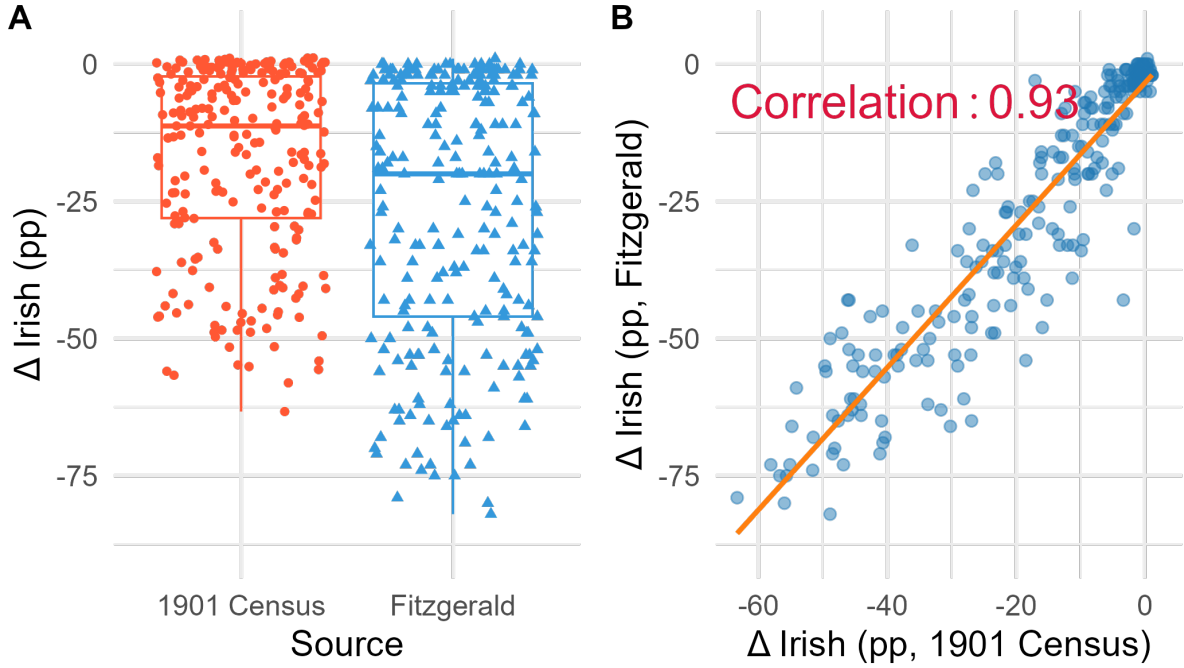 A
0
-25
-50
-75
Δ Irish (pp)
1901 Census
Fitzgerald
Source
B
Correlation : 0.93
0
-25
-50
-75
Δ Irish (pp, Fitzgerald)
-60
-40
-20
0
Δ Irish (pp, 1901 Census)